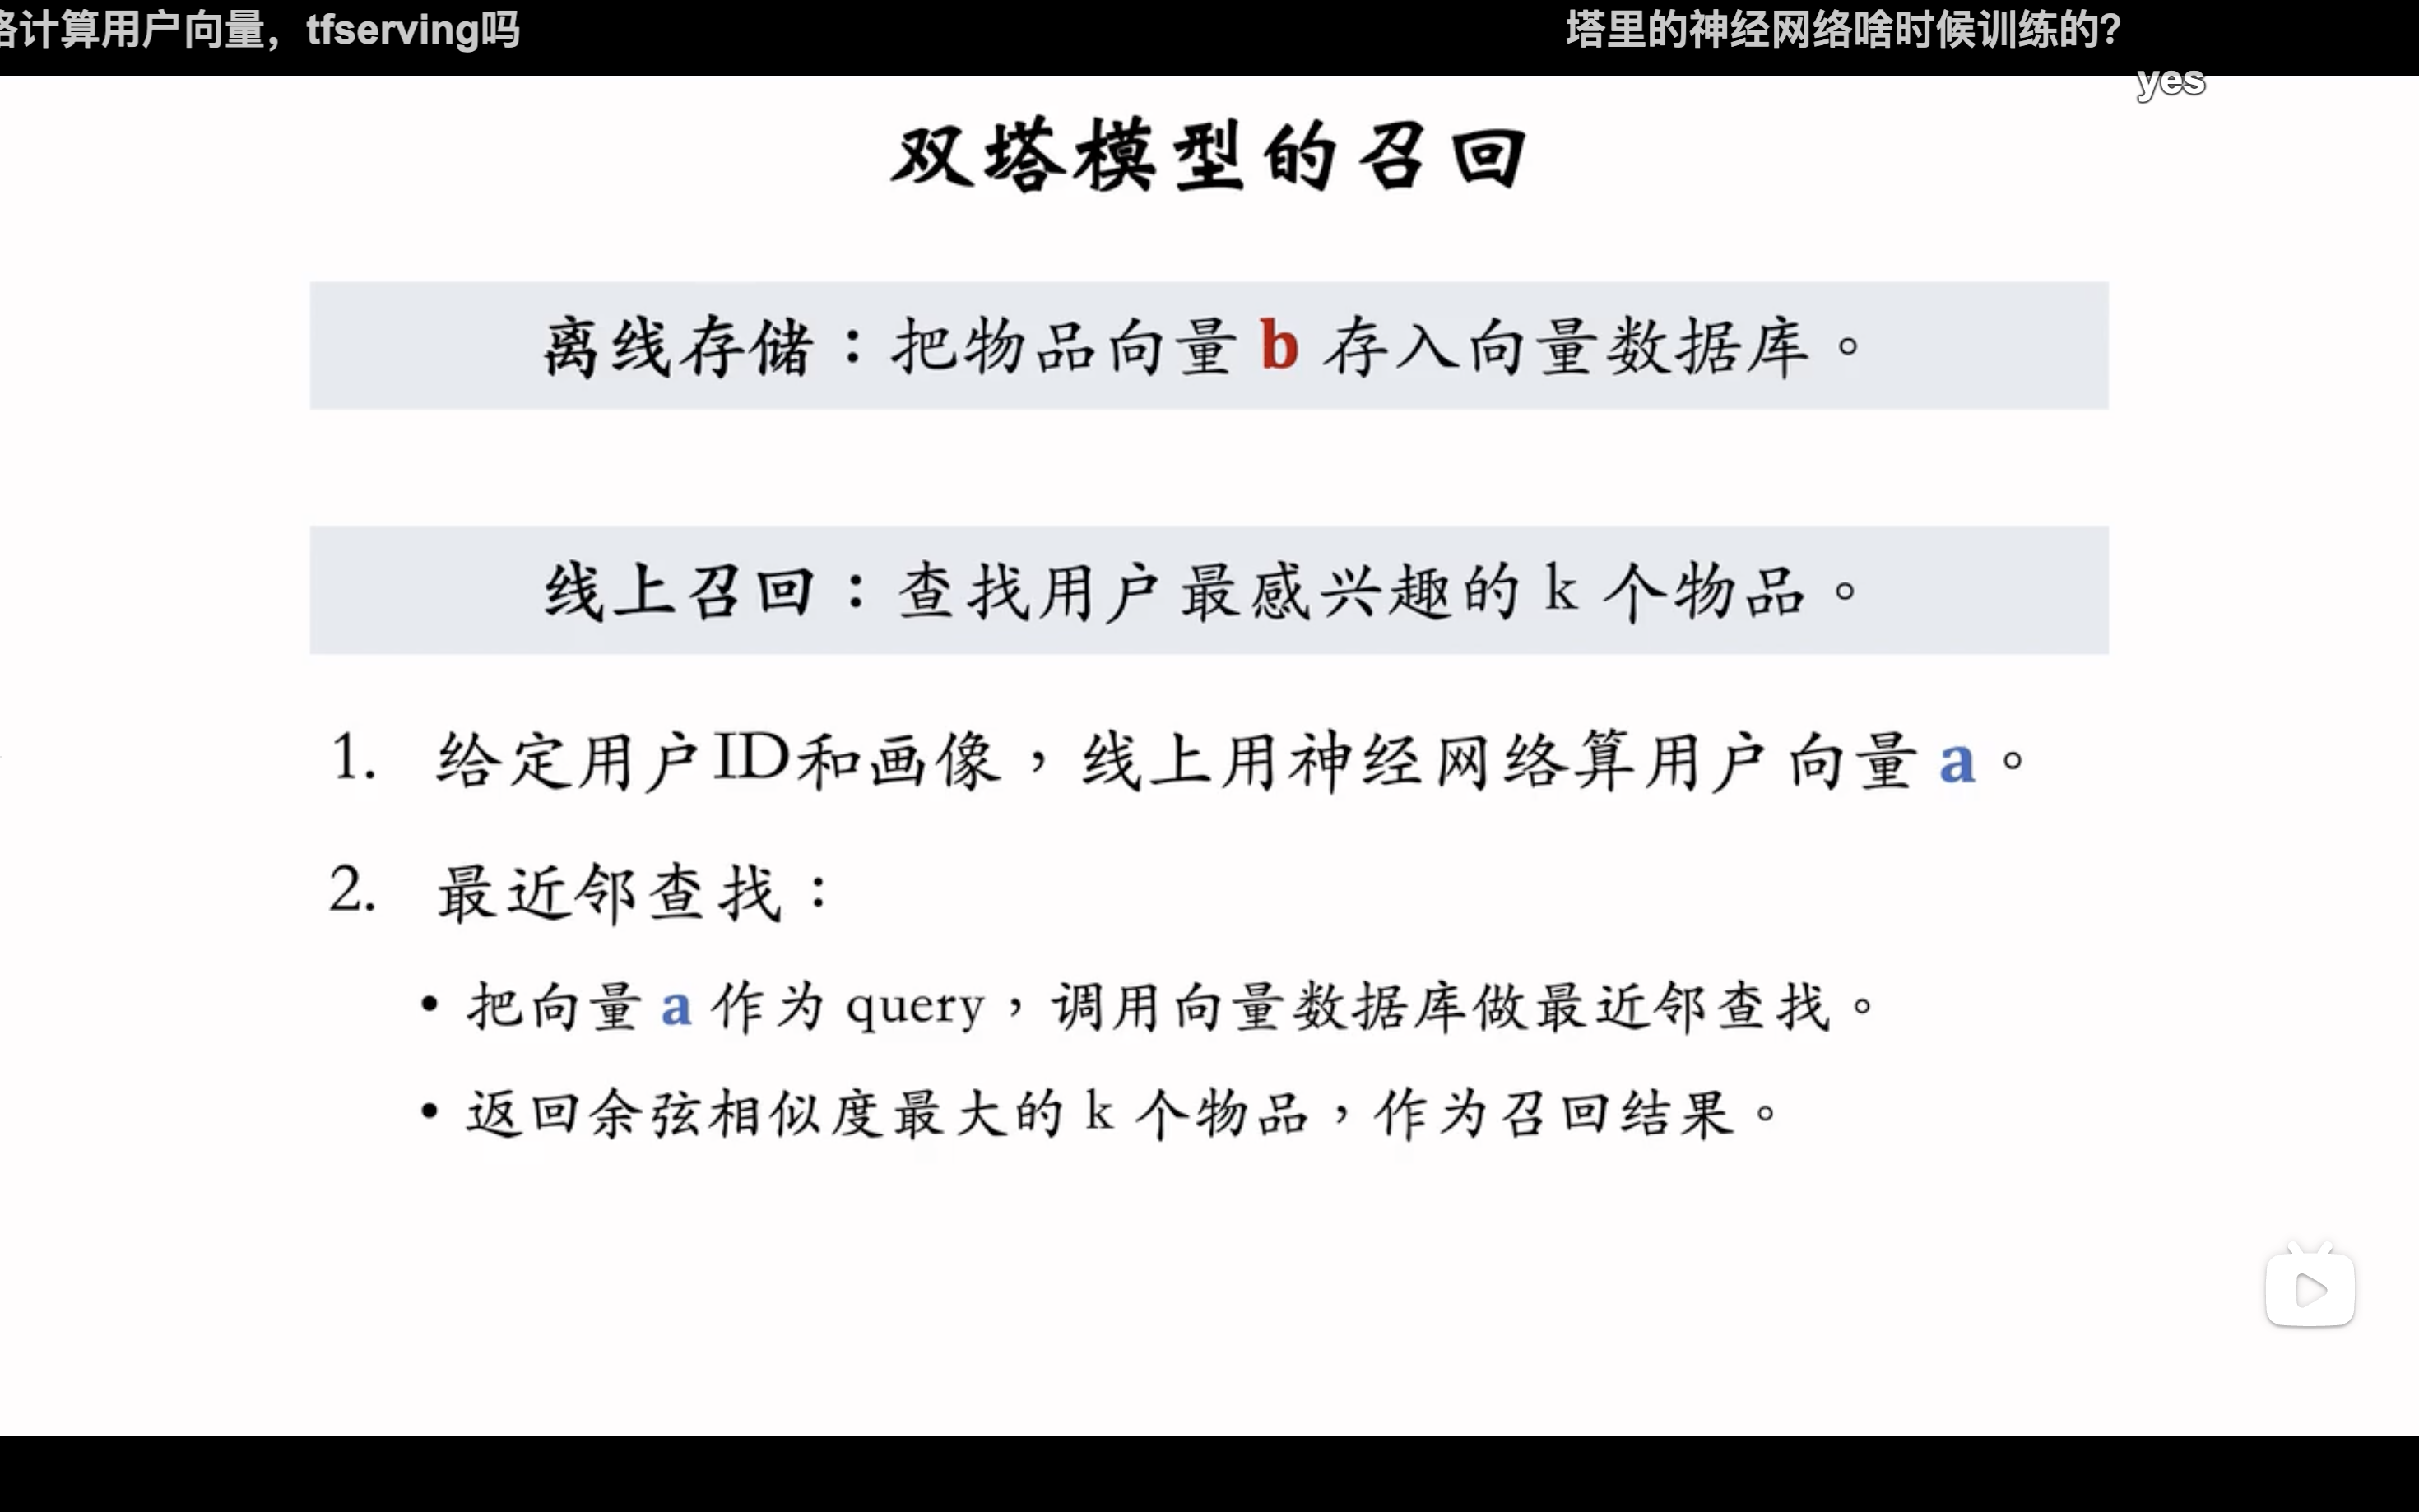 络计算用户向量，tfserving吗
塔里的神经网络啥时候训练的?
yes
双塔模型的召回
离线存储：把物品向量 b 存入向量数据库。
线上召回：查找用户最感兴趣的 k 个物品。
1. 给定用户ID和画像，线上用神经网络算用户向量 a。
2. 最近邻查找：
• 把向量 a 作为 query，调用向量数据库做最近邻查找。
• 返回余弦相似度最大的 k 个物品，作为召回结果。